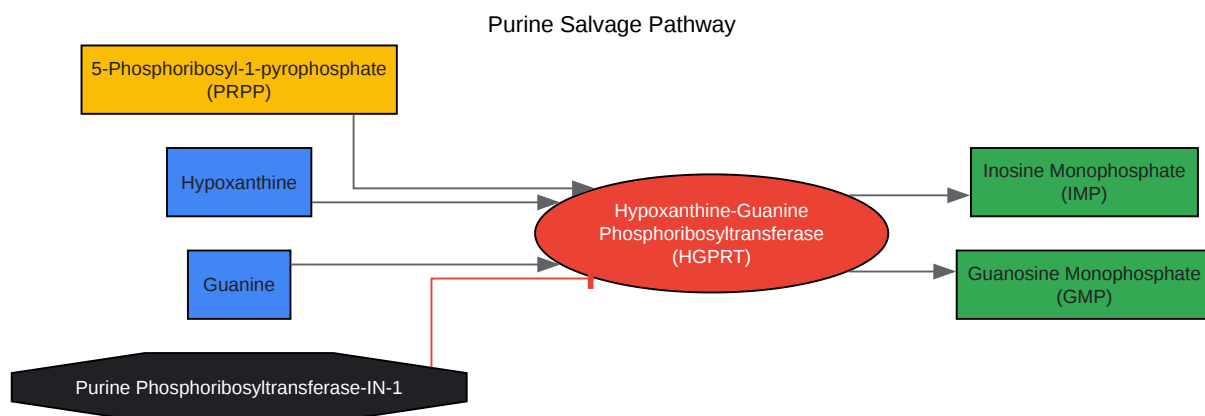 Purine Salvage Pathway
5-Phosphoribosyl-1-pyrophosphate
(PRPP)
Hypoxanthine
Guanine
Purine Phosphoribosyltransferase-IN-1
Hypoxanthine-Guanine
Phosphoribosyltransferase
(HGPRT)
Inosine Monophosphate
(IMP)
Guanosine Monophosphate
(GMP)